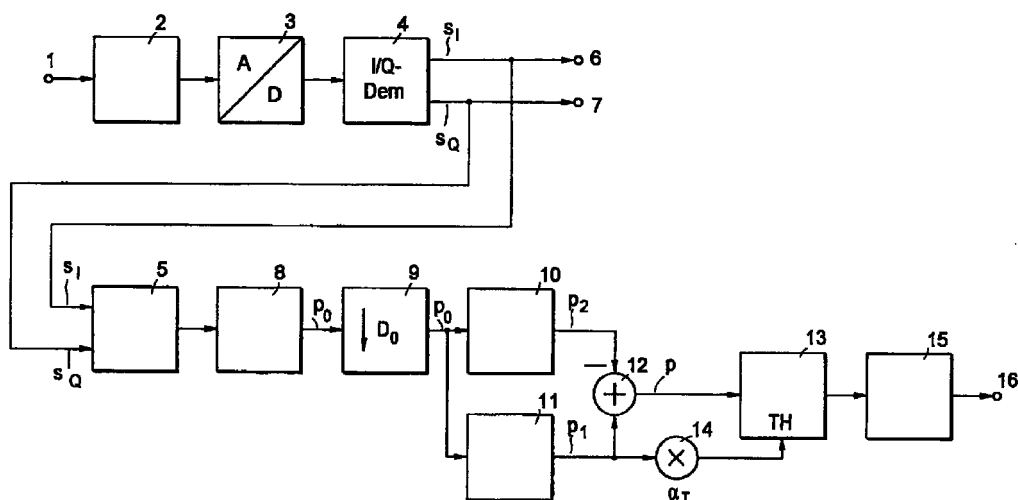 1
2
3
A
D
4
I/Q-
Dem
s_I
6
7
s_Q
s_I
s_Q
5
8
p_0
9
↓ D_0
p_0
10
p_2
−
12
+
p
11
p_1
14
×
α_T
13
TH
15
16